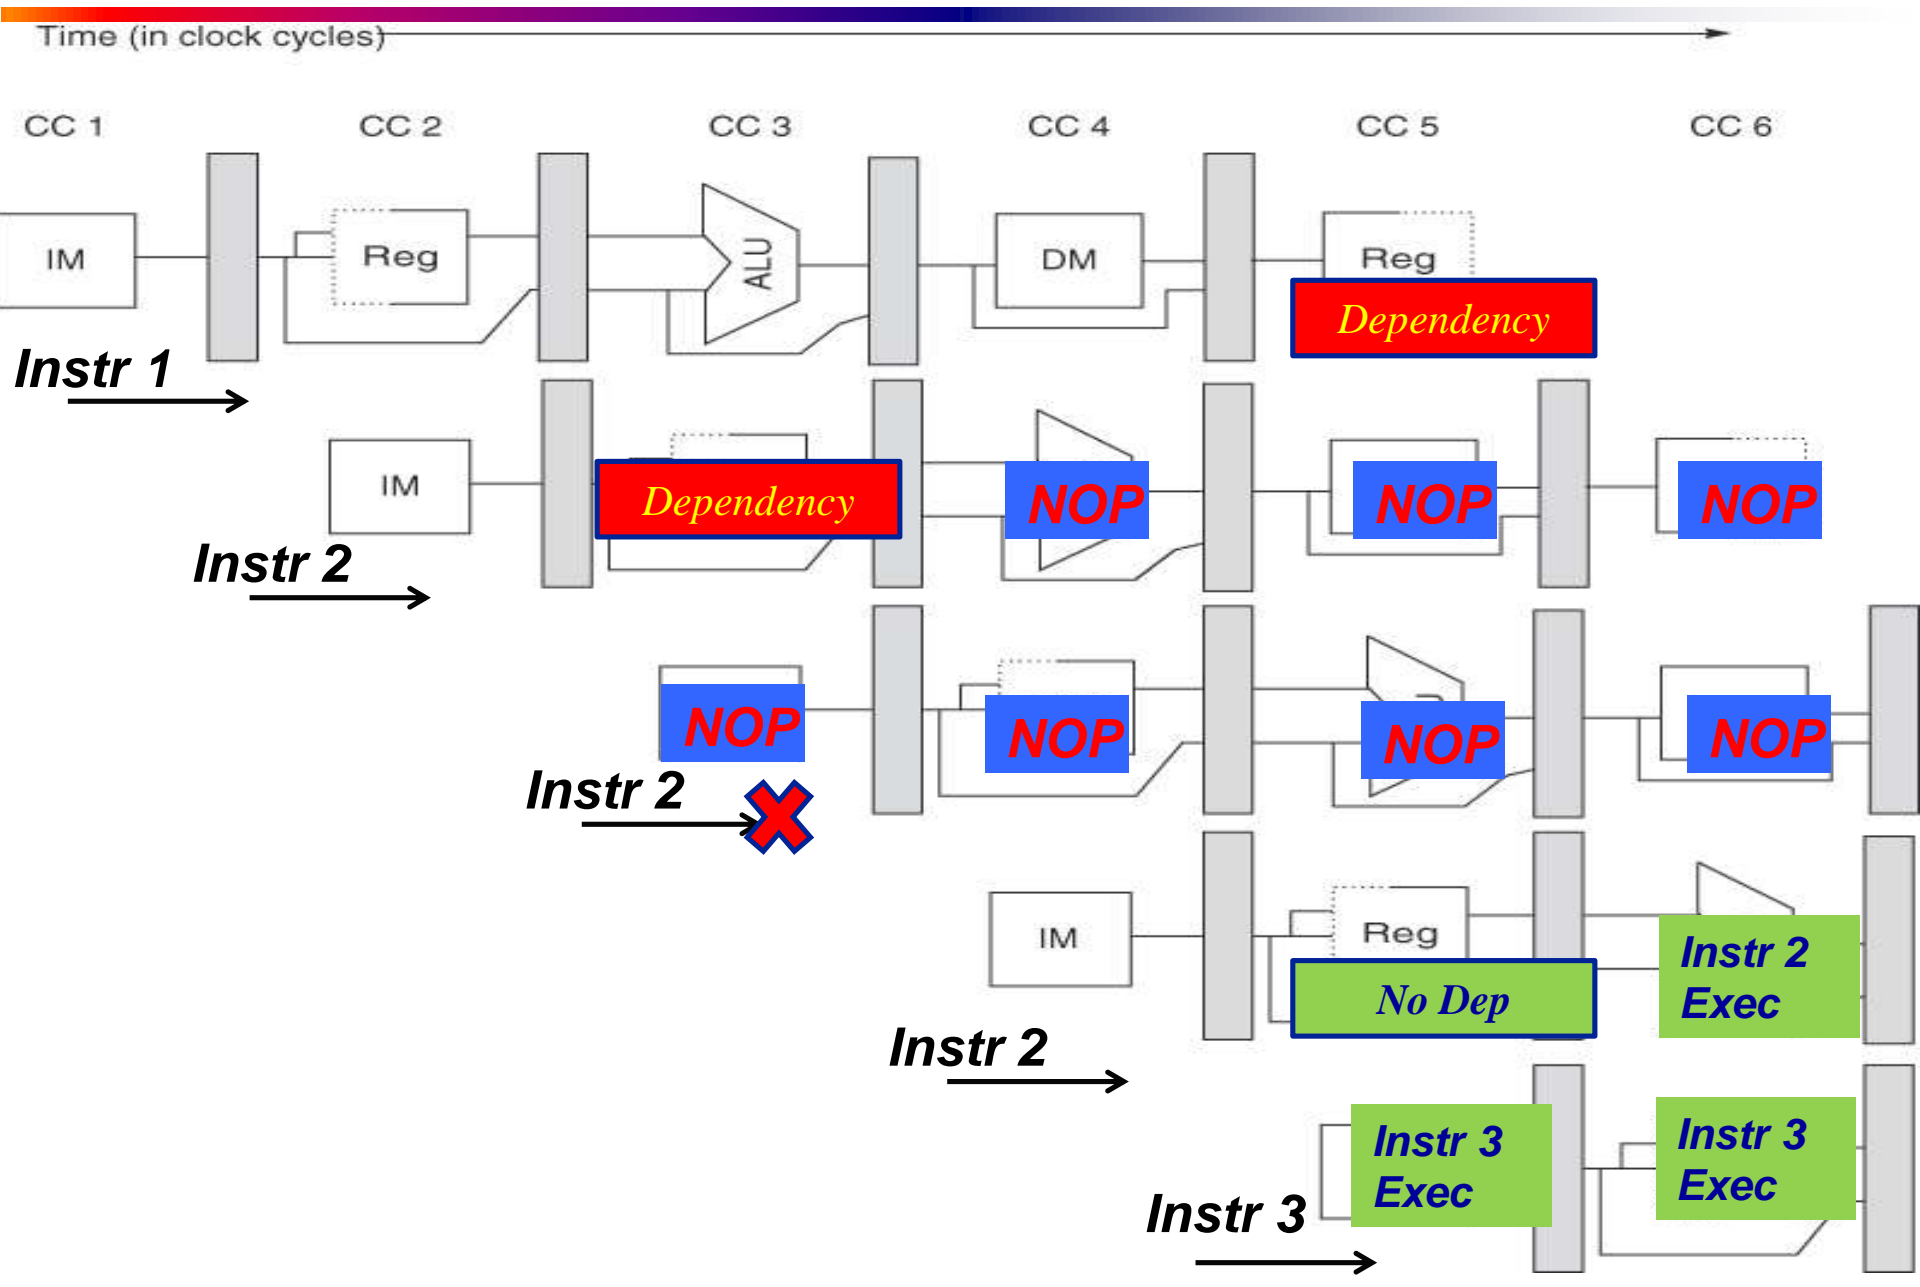 Time (in clock cycles)
CC 1 CC 2 CC 3 CC 4 CC 5 CC 6
IM Reg ALU DM Reg
Dependency
Instr 1
IM Dependency NOP NOP NOP
Instr 2
NOP NOP NOP NOP
Instr 2
IM Reg
Instr 2
Exec
No Dep
Instr 2
Instr 3
Exec
Instr 3
Exec
Instr 3